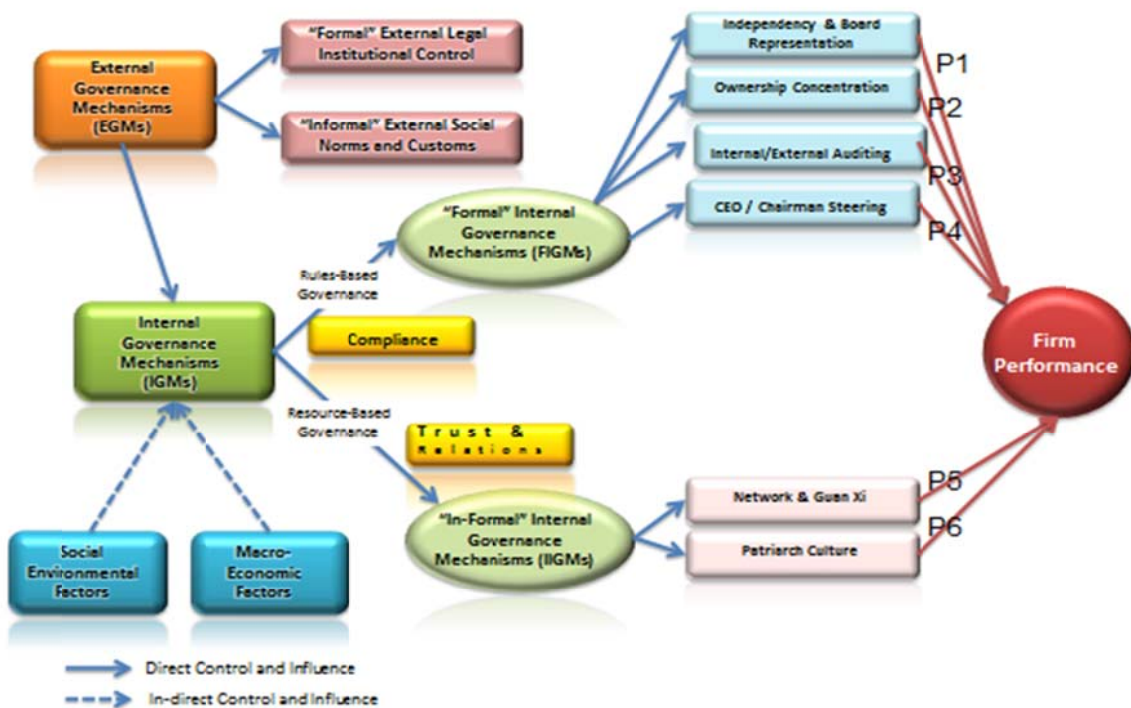 External
Governance
Mechanisms
(EGMs)
“Formal” External Legal
Institutional Control
“Informal” External Social
Norms and Customs
Independency & Board
Representation
Ownership Concentration
Internal/External Auditing
CEO / Chairman Steering
P1
P2
P3
P4
“Formal” Internal
Governance
Mechanisms (FIGMs)
Rules-Based
Governance
Internal
Governance
Mechanisms
(IGMs)
Compliance
Firm
Performance
Resource-Based
Governance
Trust &
Relations
“In-Formal” Internal
Governance
Mechanisms (IIGMs)
Network & Guan Xi
Patriarch Culture
P5
P6
Social
Environmental
Factors
Macro-
Economic
Factors
Direct Control and Influence
In-direct Control and Influence